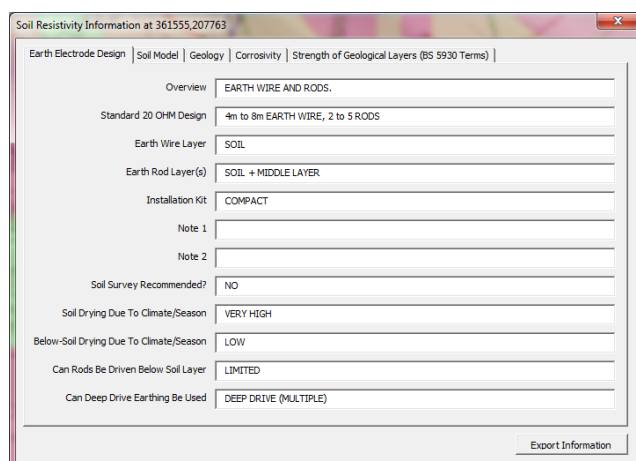 Soil Resistivity Information at 361555,207763
x
Earth Electrode Design Soil Model Geology Corrosivity Strength of Geological Layers (BS 5930 Terms)
Overview EARTH WIRE AND RODS.
Standard 20 OHM Design 4m to 8m EARTH WIRE, 2 to 5 RODS
Earth Wire Layer SOIL
Earth Rod Layer(s) SOIL + MIDDLE LAYER
Installation Kit COMPACT
Note 1
Note 2
Soil Survey Recommended? NO
Soil Drying Due To Climate/Season VERY HIGH
Below-Soil Drying Due To Climate/Season LOW
Can Rods Be Driven Below Soil Layer LIMITED
Can Deep Drive Earthing Be Used DEEP DRIVE (MULTIPLE)
Export Information